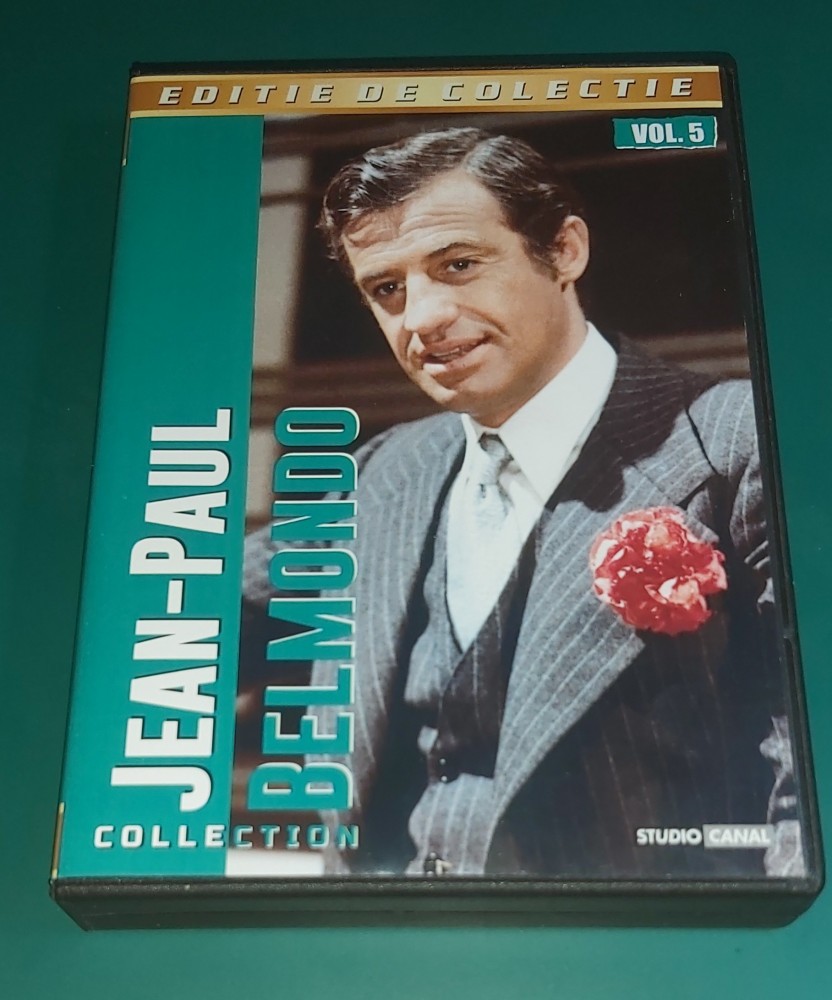 EDITIE DE COLECTIE
VOL. 5
JEAN-PAUL
BELMONDO
COLLECTION
STUDIO CANAL